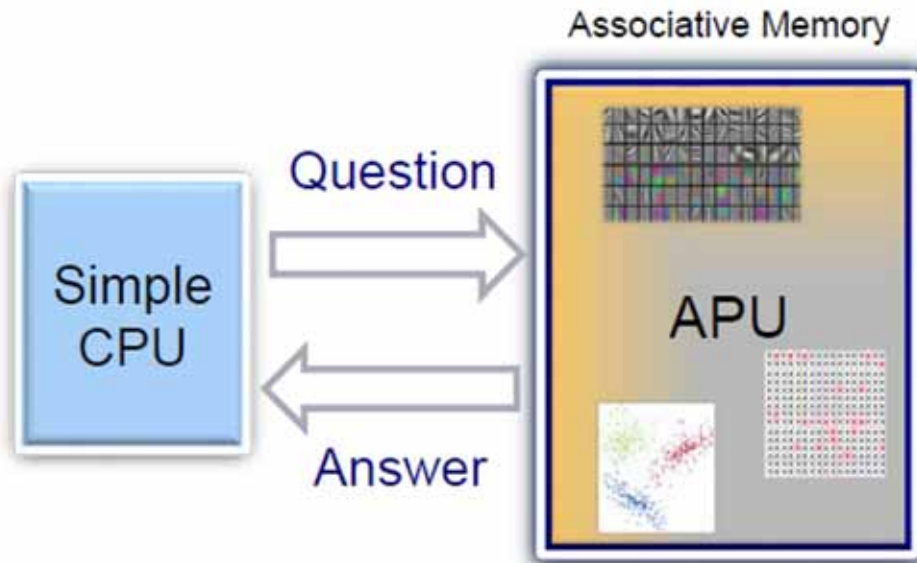 Associative Memory
Question
Simple
CPU
APU
Answer